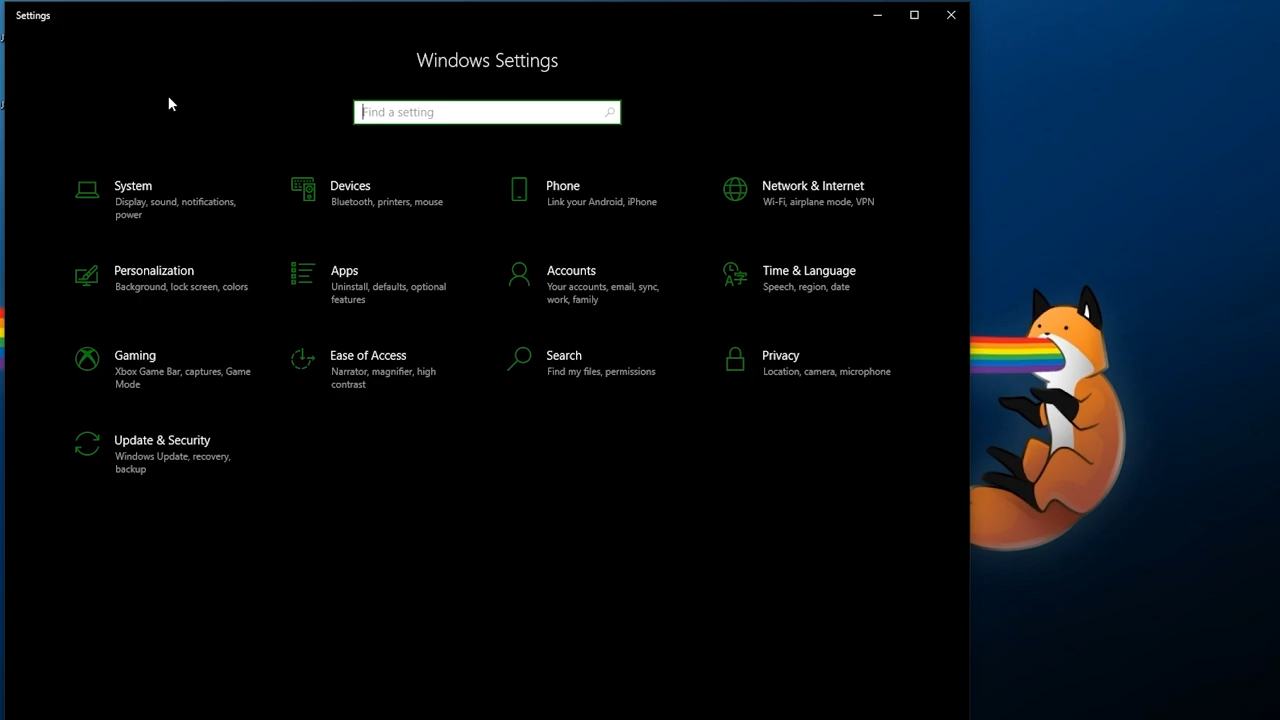 Settings
Windows Settings
Find a setting
System
Display, sound, notifications,
power
Devices
Bluetooth, printers, mouse
Phone
Link your Android, iPhone
Network & Internet
Wi-Fi, airplane mode, VPN
Personalization
Background, lock screen, colors
Apps
Uninstall, defaults, optional
features
Accounts
Your accounts, email, sync,
work, family
Time & Language
Speech, region, date
Gaming
Xbox Game Bar, captures, Game
Mode
Ease of Access
Narrator, magnifier, high
contrast
Search
Find my files, permissions
Privacy
Location, camera, microphone
Update & Security
Windows Update, recovery,
backup